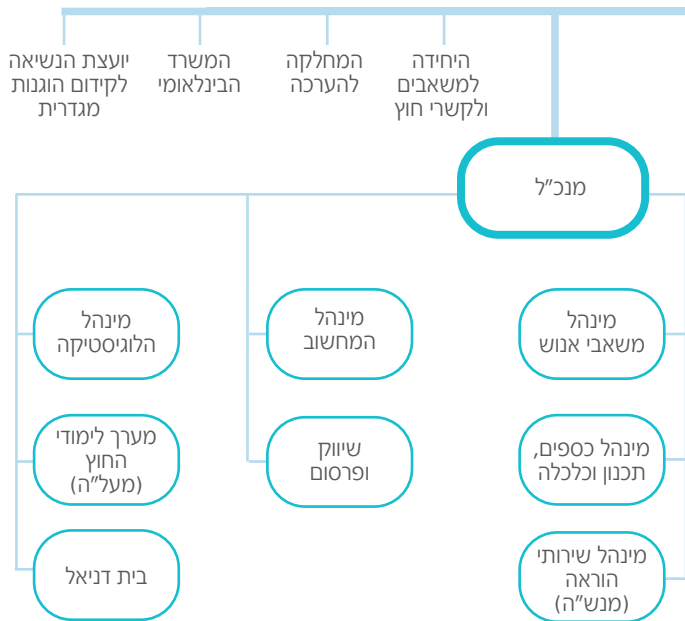 היחידה
למשאבים
ולקשרי חוץ
המחלקה
להערכה
המשרד
הבינלאומי
יועצת הנשיאה
לקידום הוגנות
מגדרית
מנכ״ל
מינהל
משאבי אנוש
מינהל
המחשוב
מינהל
הלוגיסטיקה
מינהל כספים,
תכנון וכלכלה
שיווק
ופרסום
מערך לימודי
החוץ
(מעל״ה)
מינהל שירותי
הוראה
(מנש״ה)
בית דניאל